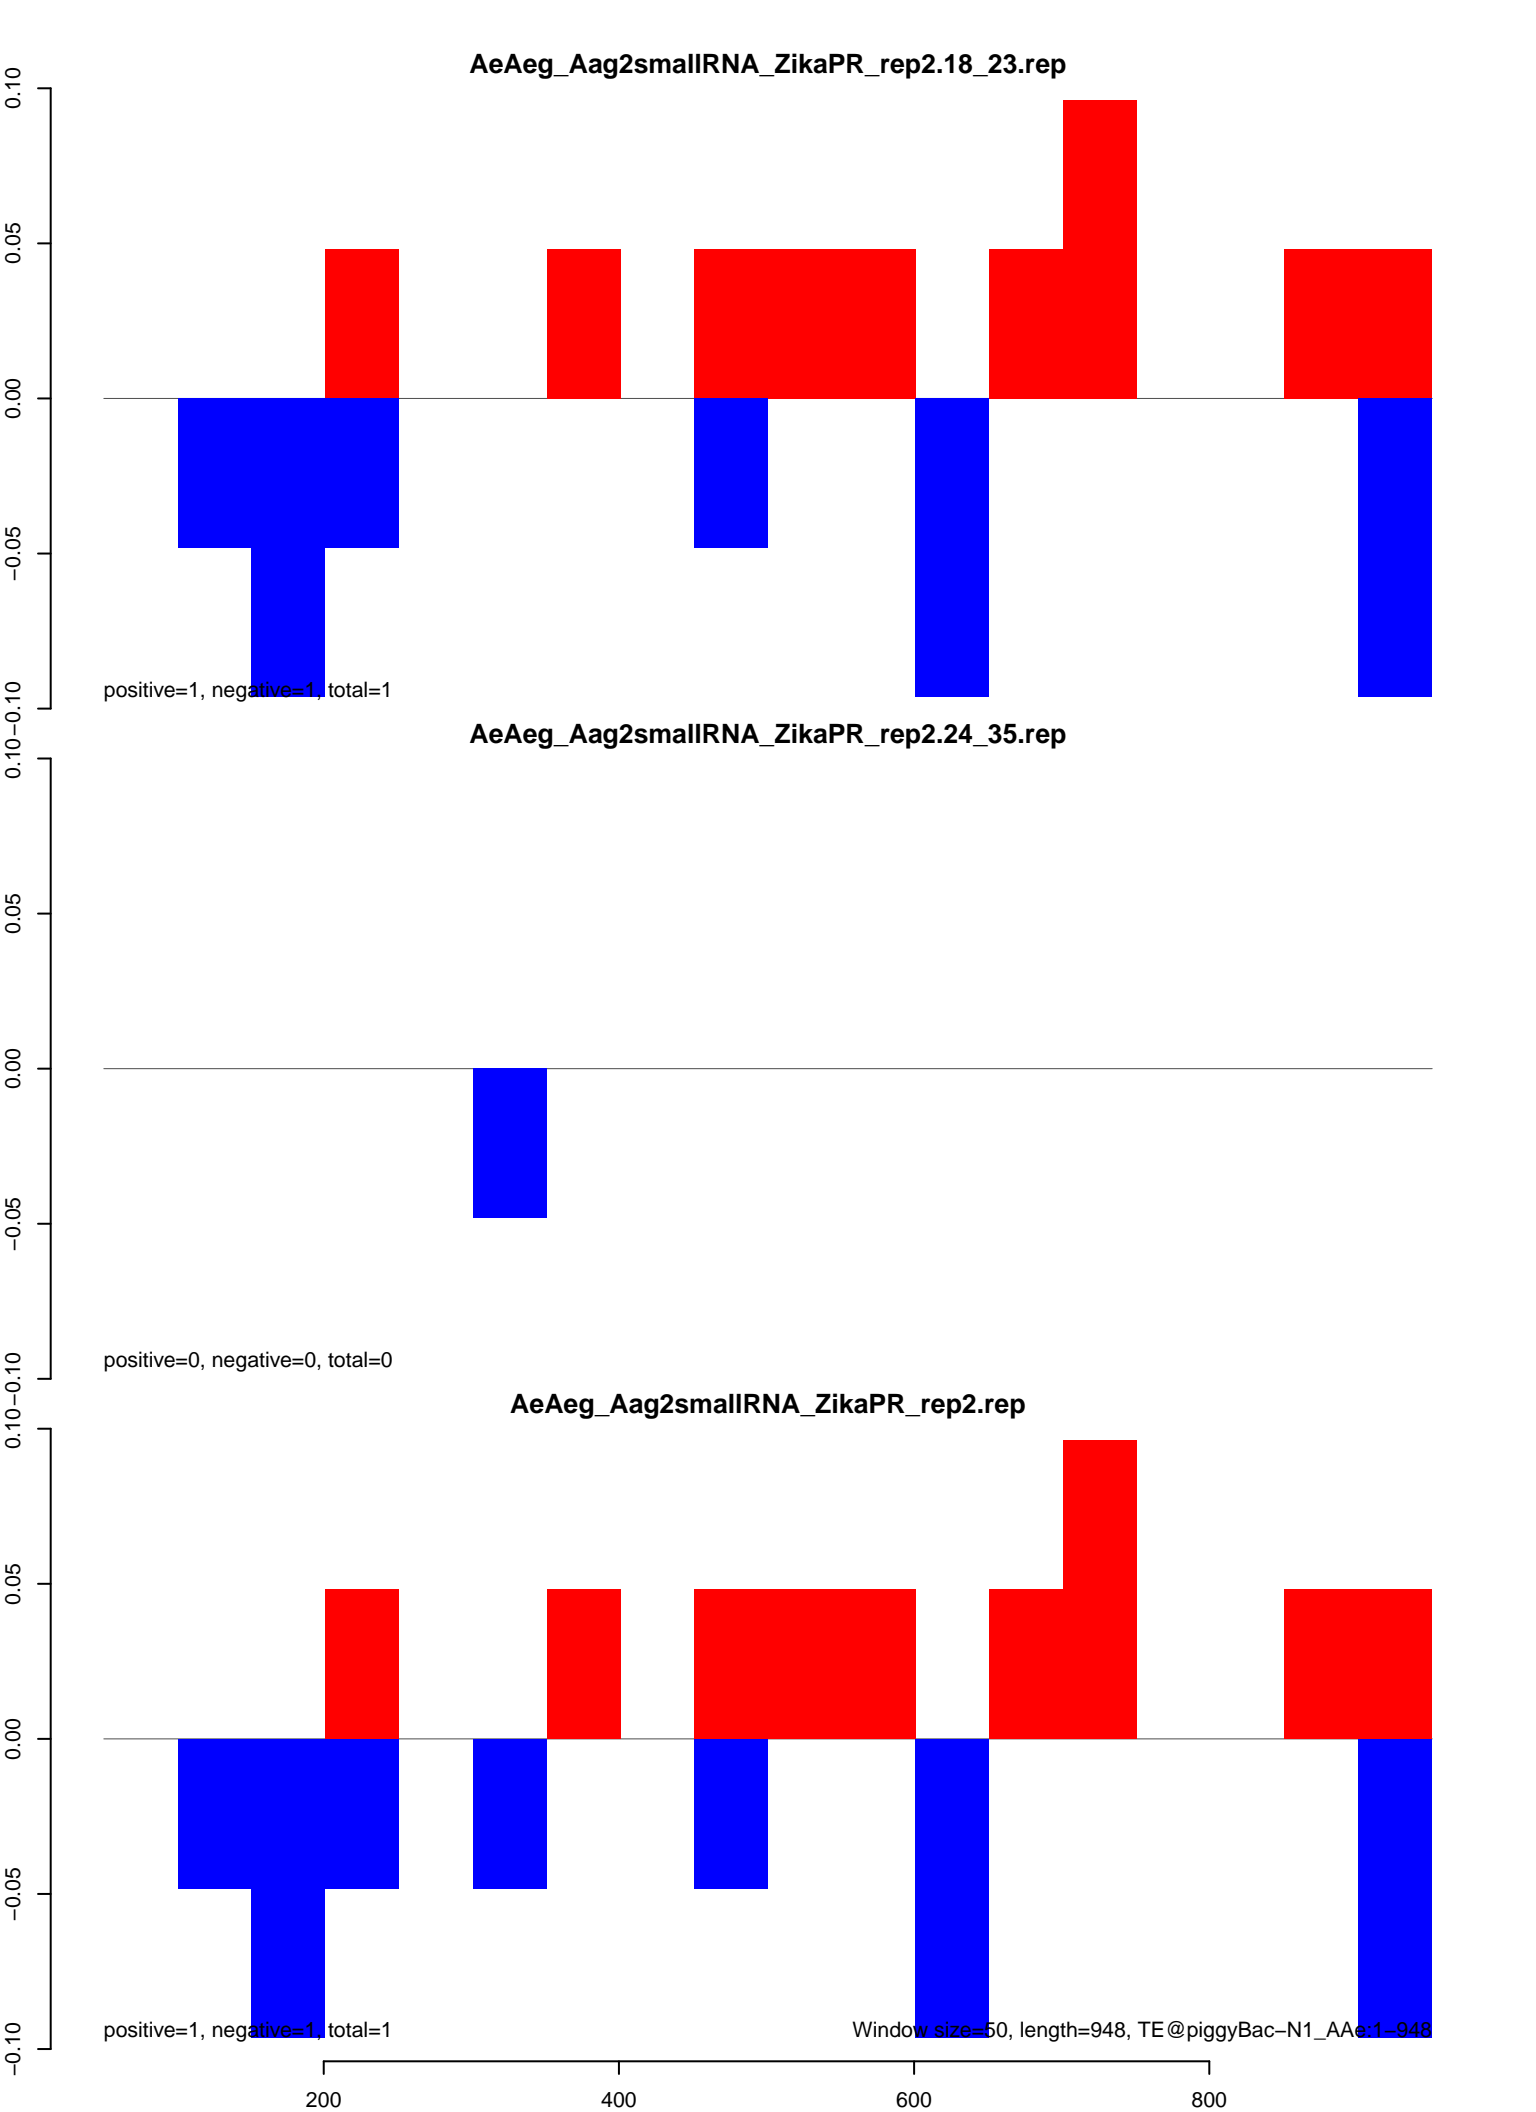 AeAeg_Aag2smallRNA_ZikaPR_rep2.18_23.rep
0.10
0.05
0.00
−0.05
−0.10
positive=1, negative=1, total=1
AeAeg_Aag2smallRNA_ZikaPR_rep2.24_35.rep
0.10
0.05
0.00
−0.05
−0.10
positive=0, negative=0, total=0
AeAeg_Aag2smallRNA_ZikaPR_rep2.rep
0.10
0.05
0.00
−0.05
−0.10
positive=1, negative=1, total=1
Window size=50, length=948, TE@piggyBac−N1_AAe:1−948
200 400 600 800